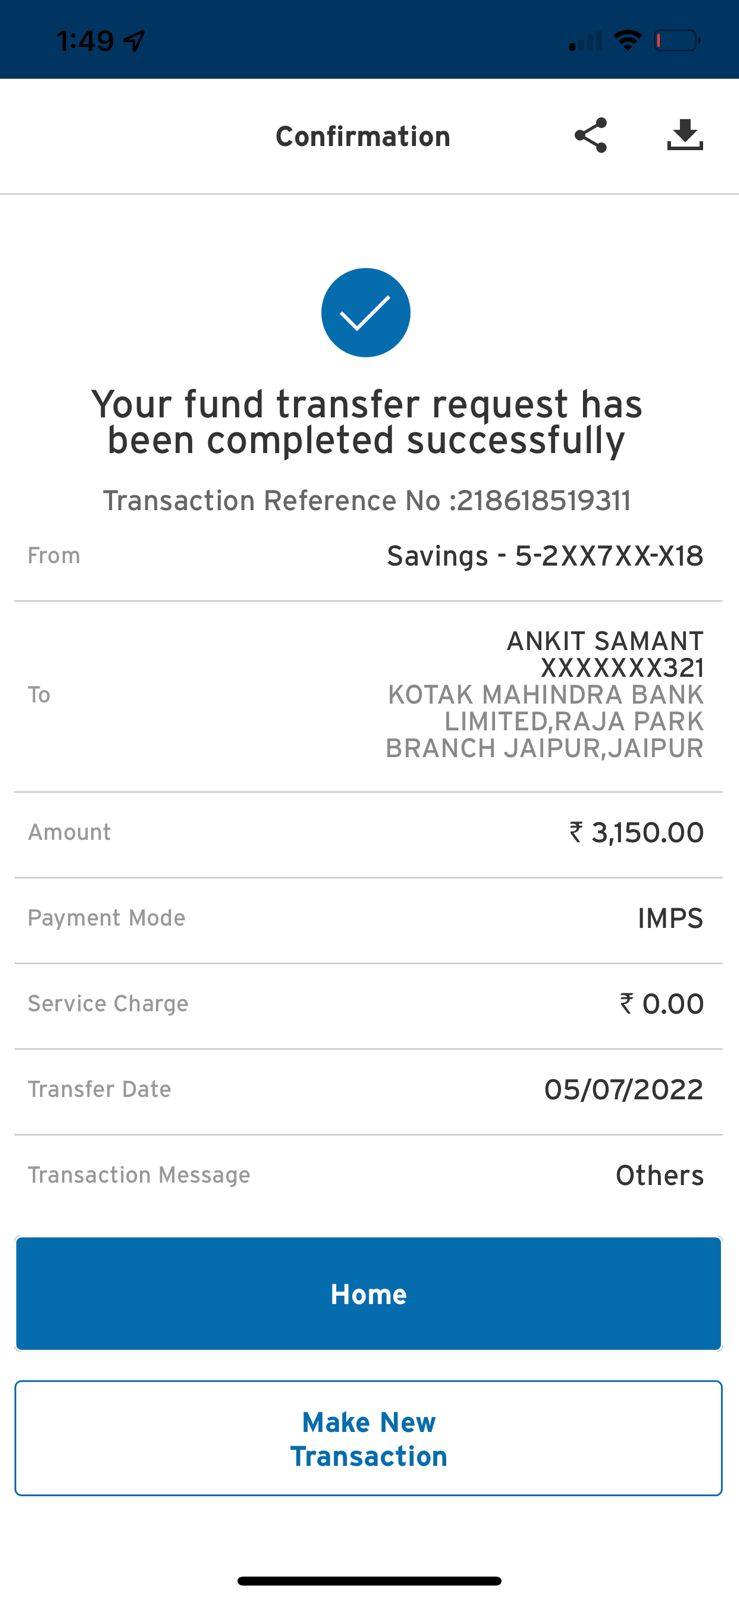 1:49
Confirmation
Your fund transfer request has
been completed successfully
Transaction Reference No :218618519311
From Savings - 5-2XX7XX-X18
ANKIT SAMANT
XXXXXXX321
To KOTAK MAHINDRA BANK
LIMITED,RAJA PARK
BRANCH JAIPUR,JAIPUR
Amount ₹ 3,150.00
Payment Mode IMPS
Service Charge ₹ 0.00
Transfer Date 05/07/2022
Transaction Message Others
Home
Make New
Transaction